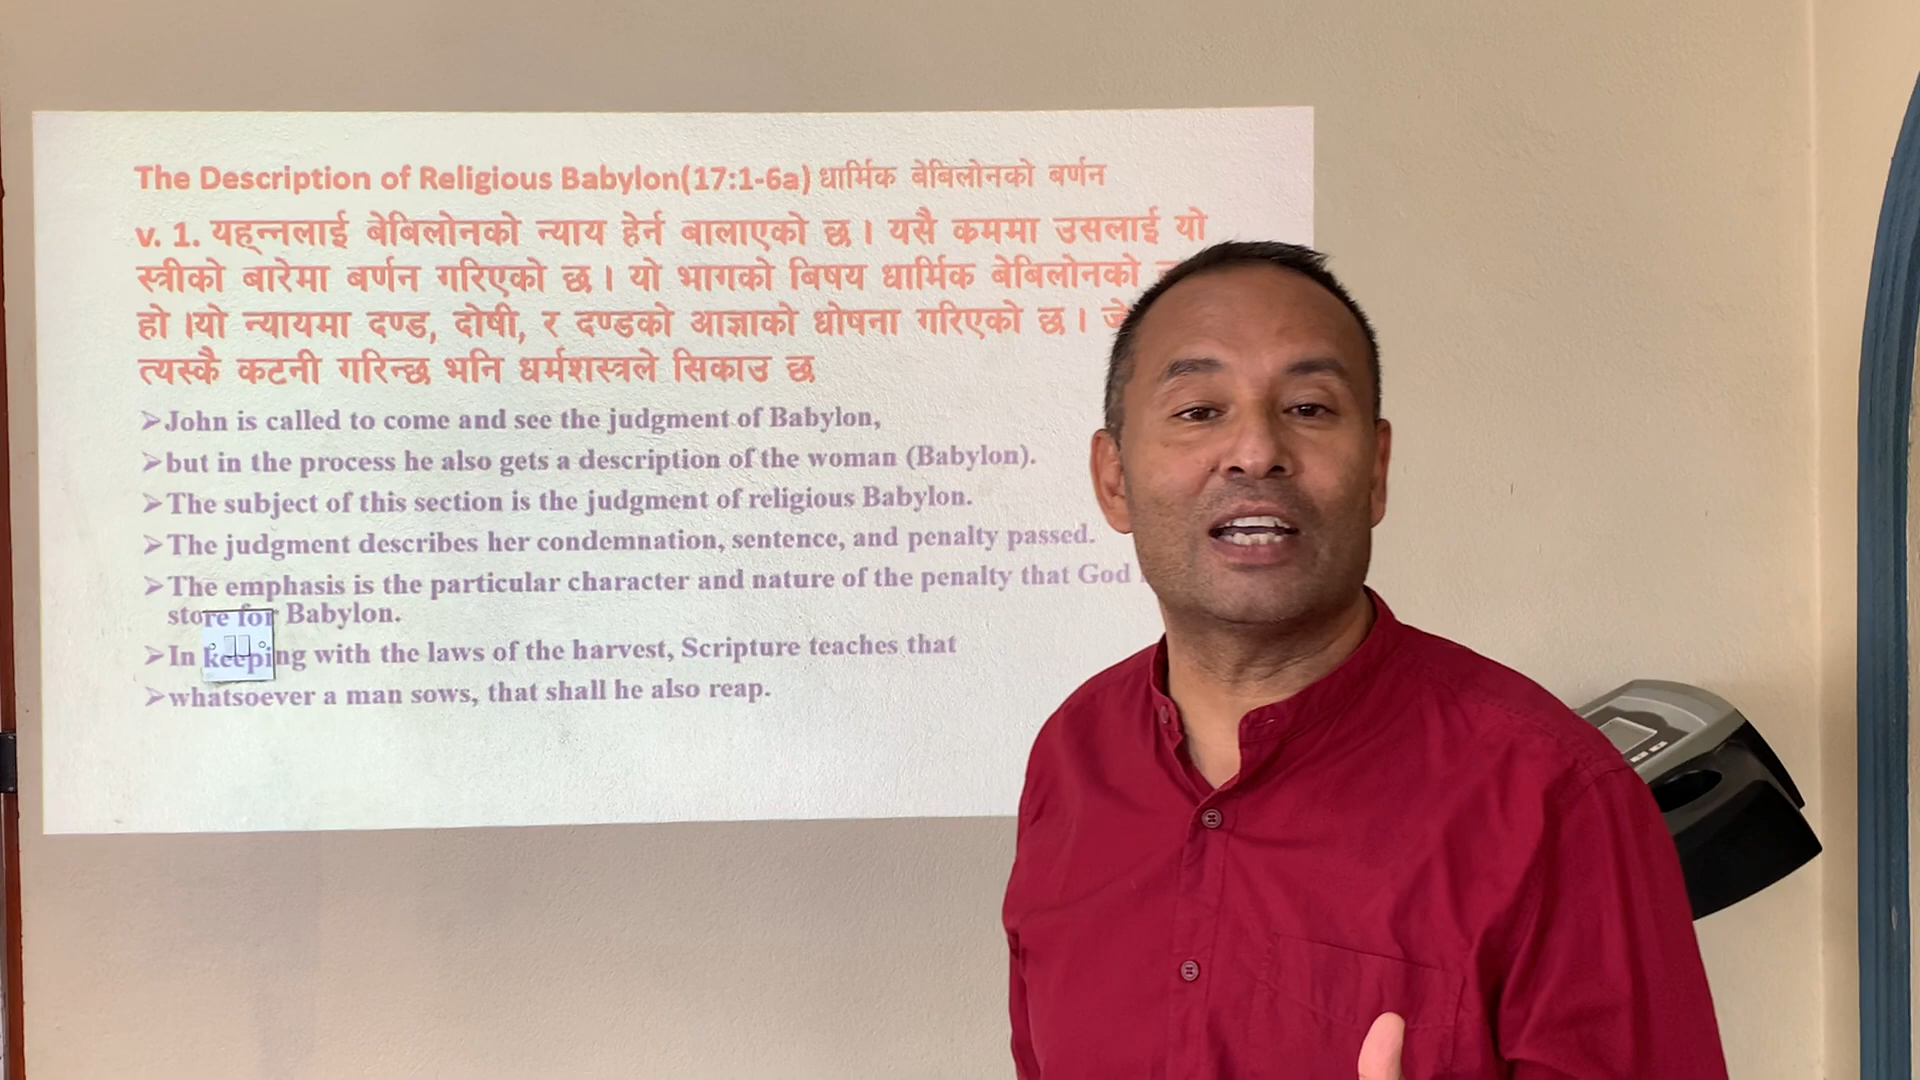 The Description of Religious Babylon(17:1-6a) धार्मिक बेबिलोनको बर्णन
v. 1. यहून्नलाई बेबिलोनको न्याय हेर्न बालाएको छ । यसै कममा उसलाई यो
स्त्रीको बारेमा बर्णन गरिएको छ । यो भागको बिषय धार्मिक बेबिलोनको
हो ।यो न्यायमा दण्ड, दोषी, र दण्डको आज्ञाको धोषना गरिएको छ ।
त्यस्कै कटनी गरिन्छ भनि धर्मशस्त्रले सिकाउ छ
➢John is called to come and see the judgment of Babylon,
➢but in the process he also gets a description of the woman (Babylon).
➢The subject of this section is the judgment of religious Babylon.
➢The judgment describes her condemnation, sentence, and penalty passed.
➢The emphasis is the particular character and nature of the penalty that God
store for Babylon.
➢In keeping with the laws of the harvest, Scripture teaches that
➢whatsoever a man sows, that shall he also reap.